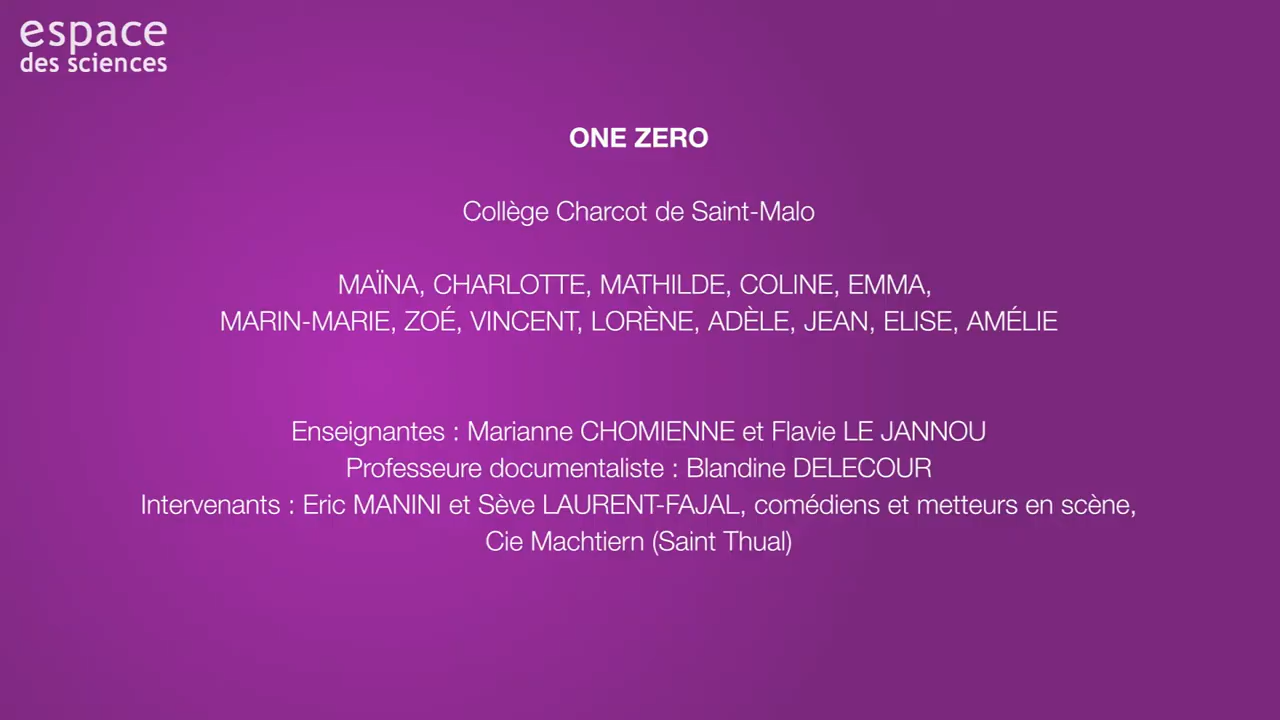 espace
des sciences
ONE ZERO
Collège Charcot de Saint-Malo
MAÏNA, CHARLOTTE, MATHILDE, COLINE, EMMA,
MARIN-MARIE, ZOÉ, VINCENT, LORÈNE, ADÈLE, JEAN, ELISE, AMÉLIE
Enseignantes : Marianne CHOMIENNE et Flavie LE JANNOU
Professeure documentaliste : Blandine DELECOUR
Intervenants : Eric MANINI et Sève LAURENT-FAJAL, comédiens et metteurs en scène,
Cie Machtiern (Saint Thual)